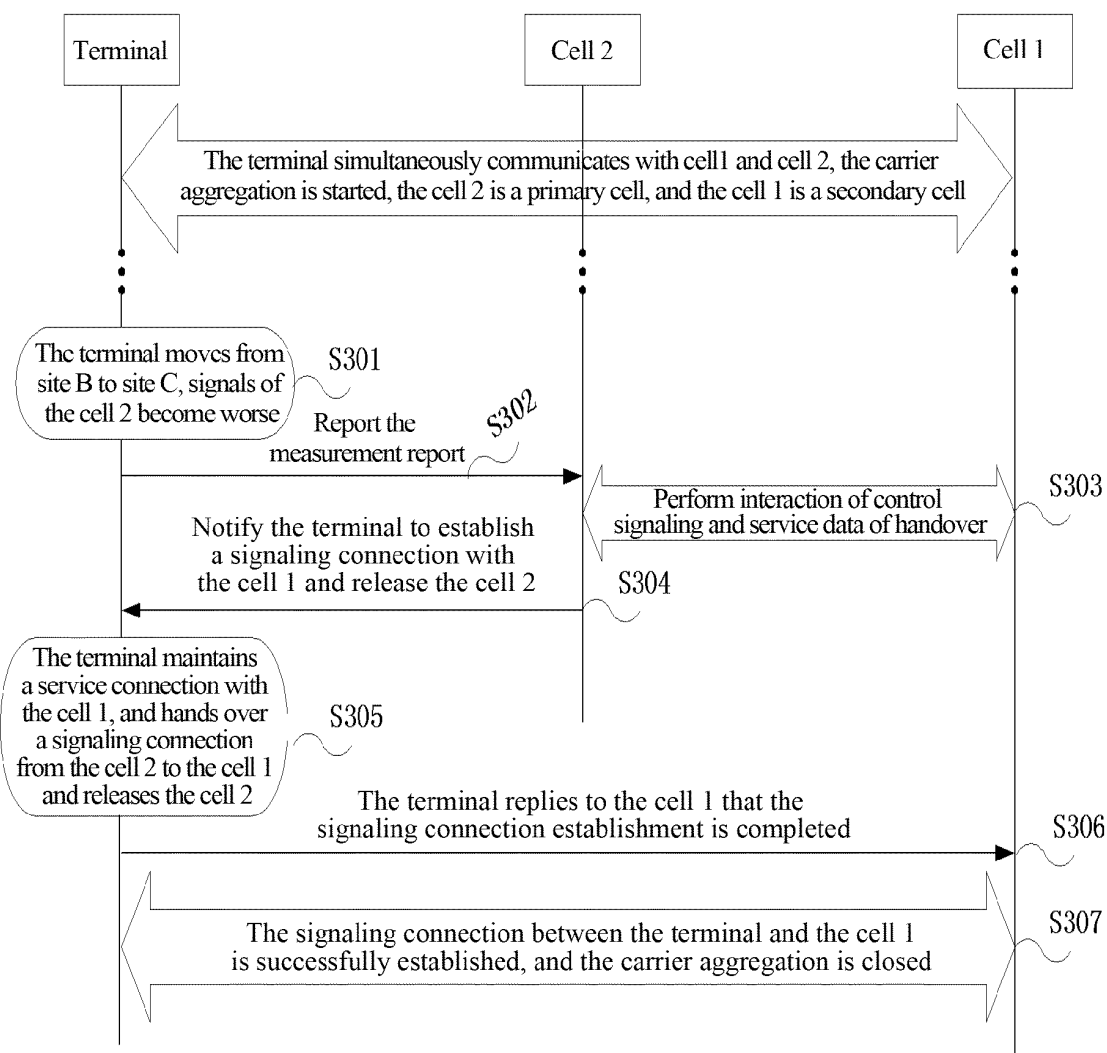 Terminal
Cell 2
Cell 1
The terminal simultaneously communicates with cell1 and cell 2, the carrier
aggregation is started, the cell 2 is a primary cell, and the cell 1 is a secondary cell
The terminal moves from
site B to site C, signals of
the cell 2 become worse
S301
Report the
measurement report
S302
Perform interaction of control
signaling and service data of handover
S303
Notify the terminal to establish
a signaling connection with
the cell 1 and release the cell 2
S304
The terminal maintains
a service connection with
the cell 1, and hands over
a signaling connection
from the cell 2 to the cell 1
and releases the cell 2
S305
The terminal replies to the cell 1 that the
signaling connection establishment is completed
S306
The signaling connection between the terminal and the cell 1
is successfully established, and the carrier aggregation is closed
S307